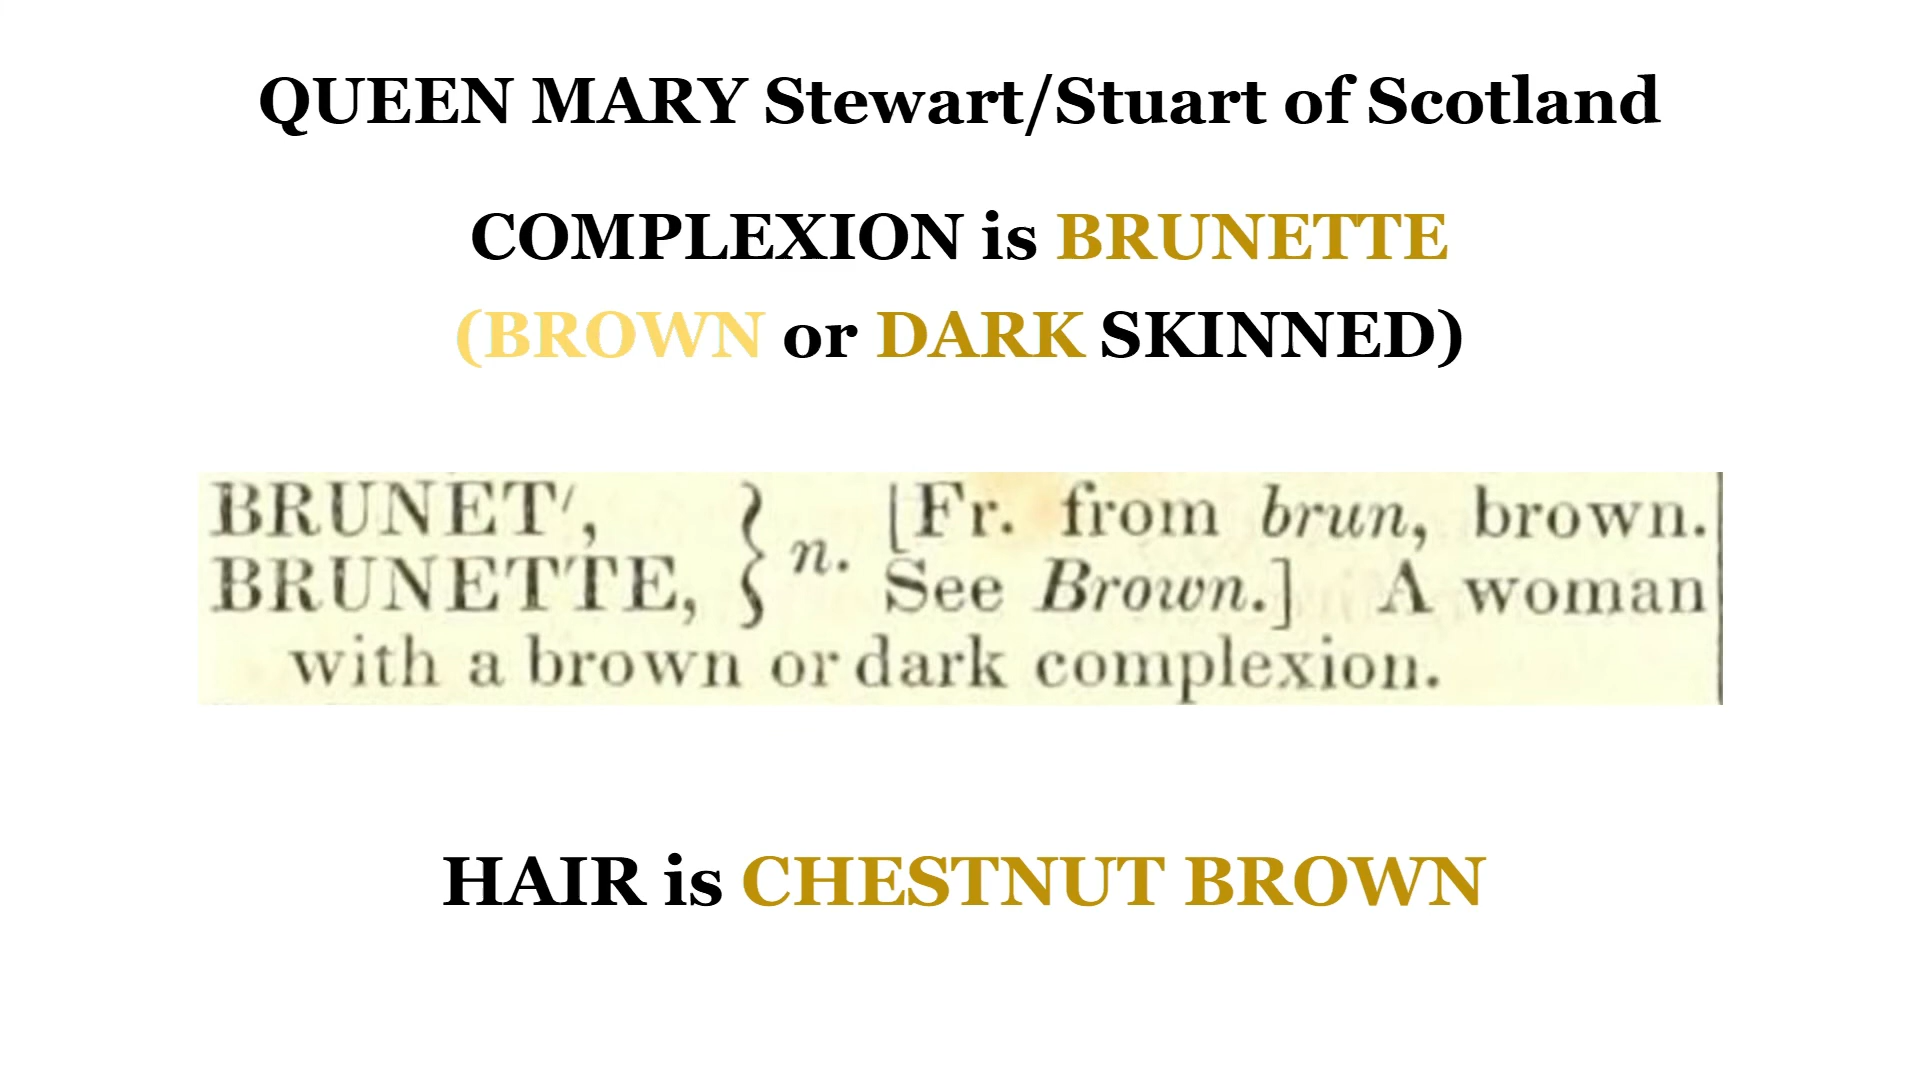 QUEEN MARY Stewart/Stuart of Scotland
COMPLEXION is BRUNETTE
(BROWN or DARK SKINNED)
BRUNET′, } n. [Fr. from brun, brown.
BRUNETTE, } See Brown.] A woman
with a brown or dark complexion.
HAIR is CHESTNUT BROWN